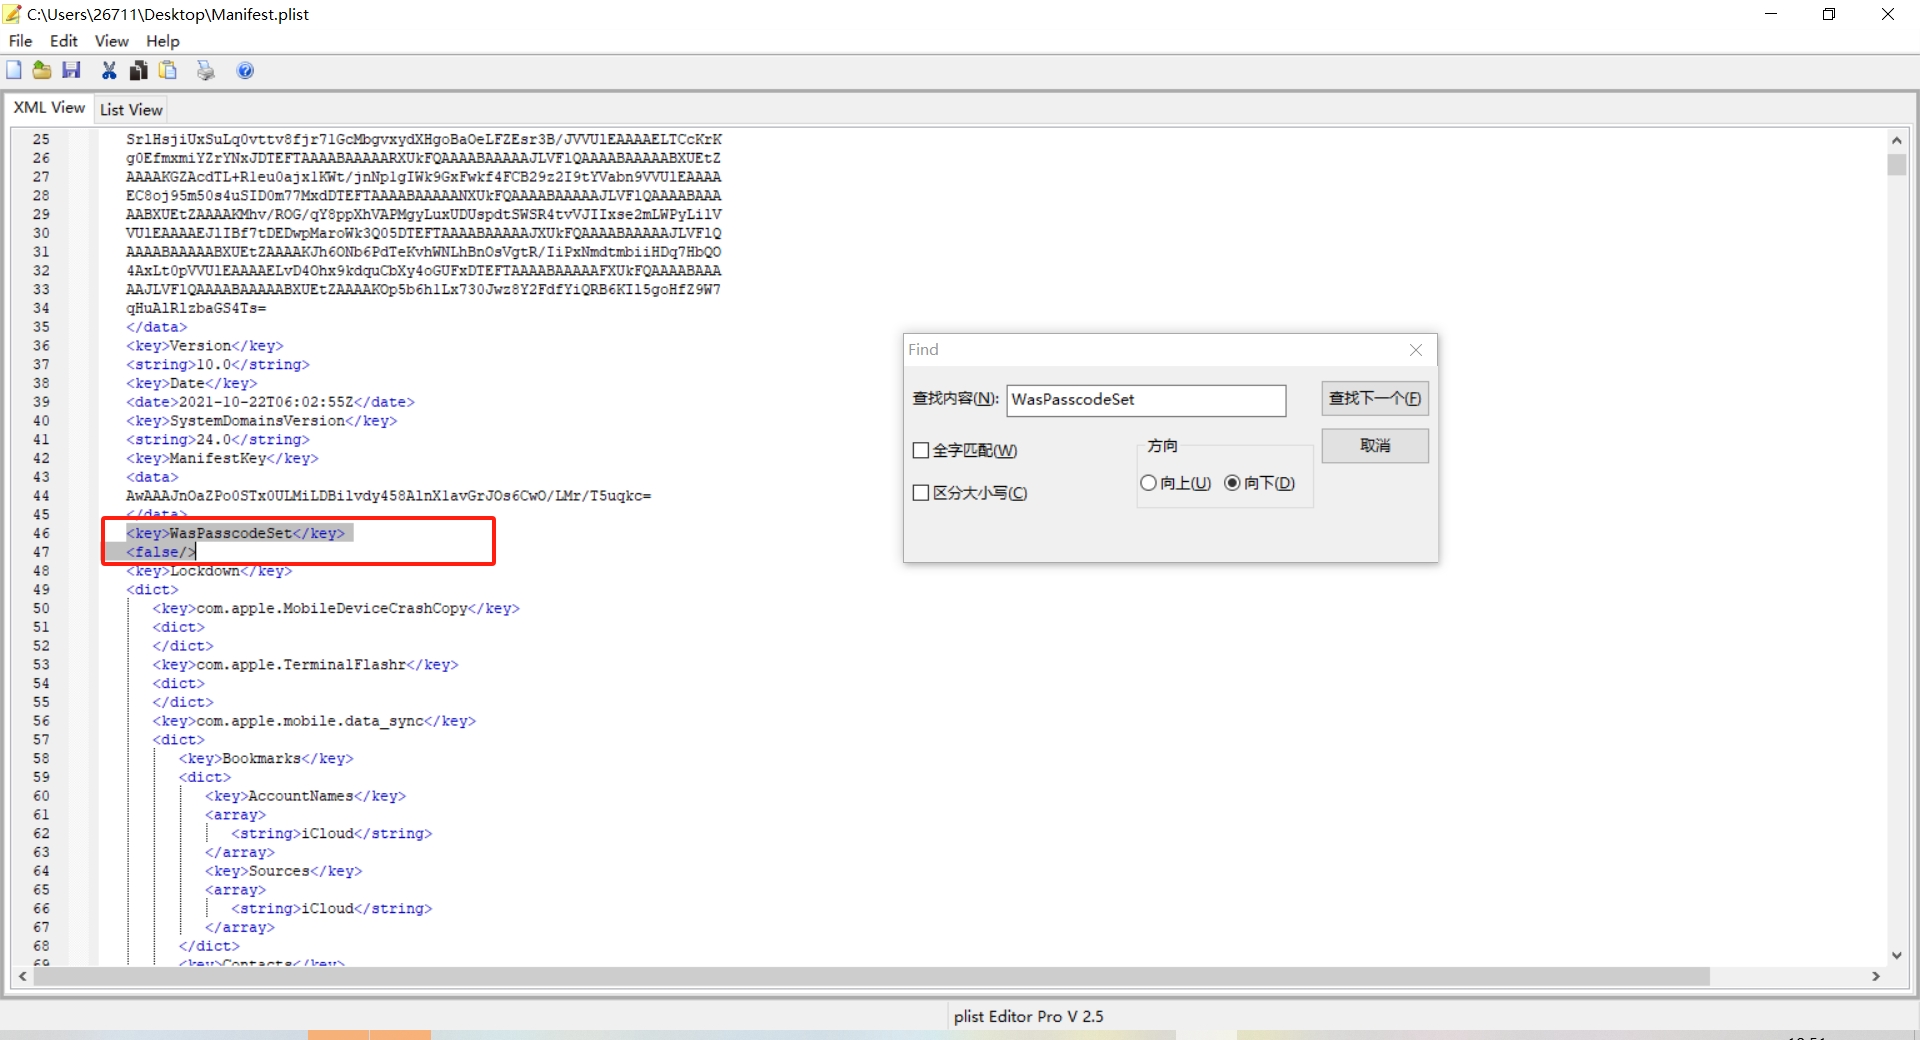 C:\Users\26711\Desktop\Manifest.plist
File Edit View Help
XML View List View
25 SrlHsjiUxSuLq0vttv8fjr71GcMbgvxydXHgoBaOeLFZEsr3B/JVVUlEAAAAELTCcKrK
26 g0EfmxmiYZrYNxJDTEFTAAAABAAAAARXUkFQAAAABAAAAAJLVFlQAAAABAAAAABXUEtZ
27 AAAAKGZAcdTL+Rleu0ajxlKWt/jnNplgIWk9GxFwkf4FCB29z2I9tYVabn9VVUlEAAAA
28 EC8oj95m50s4uSID0m77MxdDTEFTAAAABAAAAANXUkFQAAAABAAAAAJLVFlQAAAABAAA
29 AABXUEtZAAAAKMhv/ROG/qY8ppXhVAPMgyLuxUDUspdtSWSR4tvVJIIxse2mLWPyLilV
30 VUlEAAAAEJlIBf7tDEDwpMaroWk3Q05DTEFTAAAABAAAAAJXUkFQAAAABAAAAAJLVFlQ
31 AAAABAAAAABXUEtZAAAAKJh6ONb6PdTeKvhWNLhBnOsVgtR/IiPxNmdtmbiiHDq7HbQO
32 4AxLt0pVVUlEAAAAELvD4Ohx9kdquCbXy4oGUFxDTEFTAAAABAAAAAFXUkFQAAAABAAA
33 AAJLVFlQAAAABAAAAABXUEtZAAAAKOp5b6hlLx730Jwz8Y2FdfYiQRB6KIl5goHfZ9W7
34 qHuAlRlzbaGS4Ts=
35 </data>
36 <key>Version</key>
37 <string>10.0</string>
38 <key>Date</key>
39 <date>2021-10-22T06:02:55Z</date>
40 <key>SystemDomainsVersion</key>
41 <string>24.0</string>
42 <key>ManifestKey</key>
43 <data>
44 AwAAAJnOaZPo0STx0ULMiLDBilvdy458AlnXlavGrJOs6CwO/LMr/T5uqkc=
45 </data>
46 <key>WasPasscodeSet</key>
47 <false/>
48 <key>Lockdown</key>
49 <dict>
50 <key>com.apple.MobileDeviceCrashCopy</key>
51 <dict>
52 </dict>
53 <key>com.apple.TerminalFlashr</key>
54 <dict>
55 </dict>
56 <key>com.apple.mobile.data_sync</key>
57 <dict>
58 <key>Bookmarks</key>
59 <dict>
60 <key>AccountNames</key>
61 <array>
62 <string>iCloud</string>
63 </array>
64 <key>Sources</key>
65 <array>
66 <string>iCloud</string>
67 </array>
68 </dict>
69 <key>Contacts</key>
Find
查找内容(N): WasPasscodeSet 查找下一个(F)
全字匹配(W) 方向 取消
区分大小写(C) 向上(U) 向下(D)
plist Editor Pro V 2.5